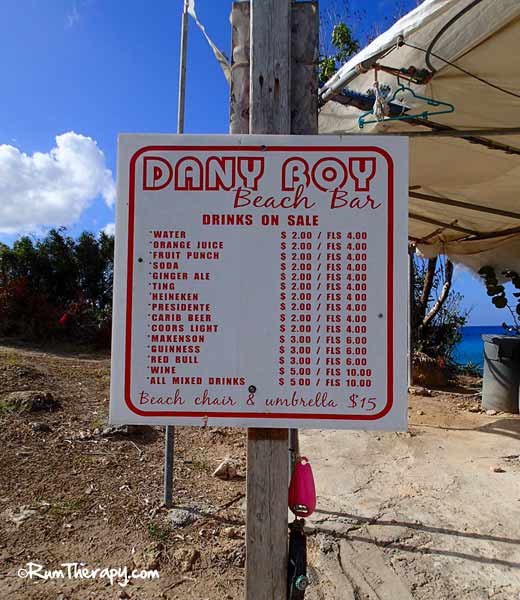 DANY BOY
Beach Bar
DRINKS ON SALE
*WATER $ 2.00 / FLS 4.00
*ORANGE JUICE $ 2.00 / FLS 4.00
*FRUIT PUNCH $ 2.00 / FLS 4.00
*SODA $ 2.00 / FLS 4.00
*GINGER ALE $ 2.00 / FLS 4.00
*TING $ 2.00 / FLS 4.00
*HEINEKEN $ 2.00 / FLS 4.00
*PRESIDENTE $ 2.00 / FLS 4.00
*CARIB BEER $ 2.00 / FLS 4.00
*COORS LIGHT $ 2.00 / FLS 4.00
*MAKENSON $ 3.00 / FLS 6.00
*GUINNESS $ 3.00 / FLS 6.00
*RED BULL $ 3.00 / FLS 6.00
*WINE $ 5.00 / FLS 10.00
*ALL MIXED DRINKS $ 5.00 / FLS 10.00
Beach chair & umbrella $15
©RumTherapy.com